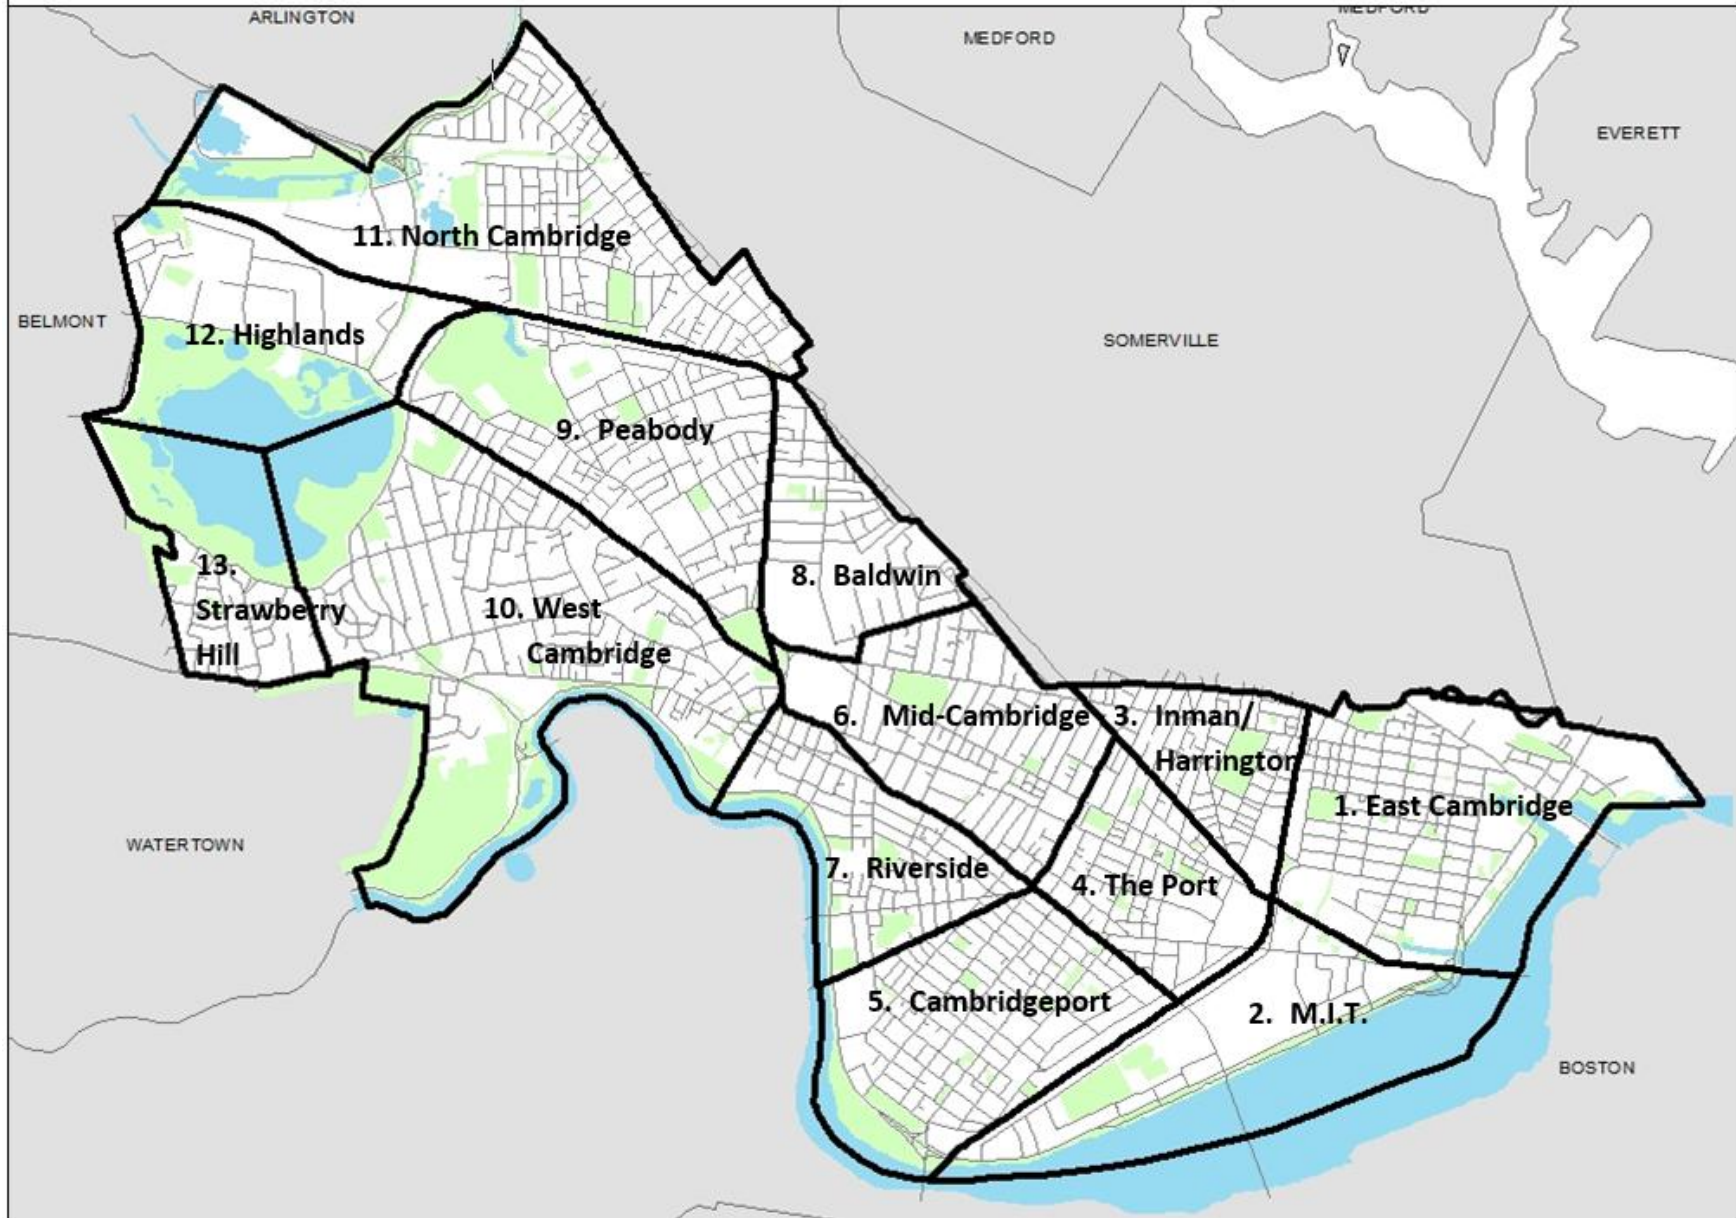 ARLINGTON
MEDFORD
MEDFORD
EVERETT
11. North Cambridge
BELMONT
12. Highlands
SOMERVILLE
9. Peabody
13.
Strawberry
Hill
8. Baldwin
10. West
Cambridge
6. Mid-Cambridge
3. Inman/
Harrington
1. East Cambridge
WATERTOWN
7. Riverside
4. The Port
5. Cambridgeport
2. M.I.T.
BOSTON